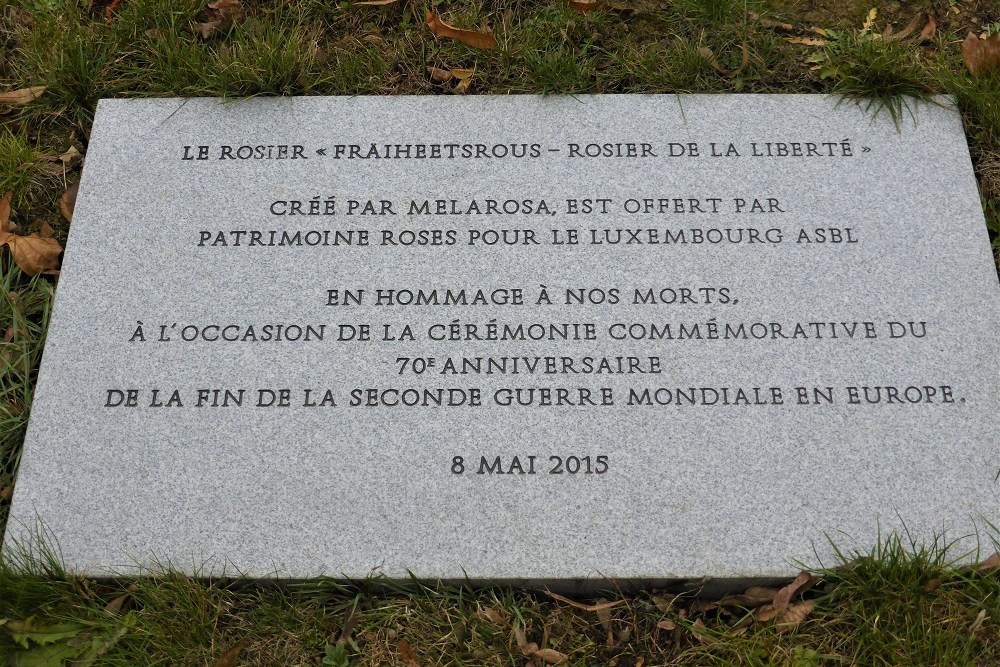 LE ROSIER « FRÄIHEETSROUS – ROSIER DE LA LIBERTÉ »
CRÉÉ PAR MELAROSA, EST OFFERT PAR
PATRIMOINE ROSES POUR LE LUXEMBOURG ASBL
EN HOMMAGE À NOS MORTS,
À L'OCCASION DE LA CÉRÉMONIE COMMÉMORATIVE DU
70E ANNIVERSAIRE
DE LA FIN DE LA SECONDE GUERRE MONDIALE EN EUROPE.
8 MAI 2015